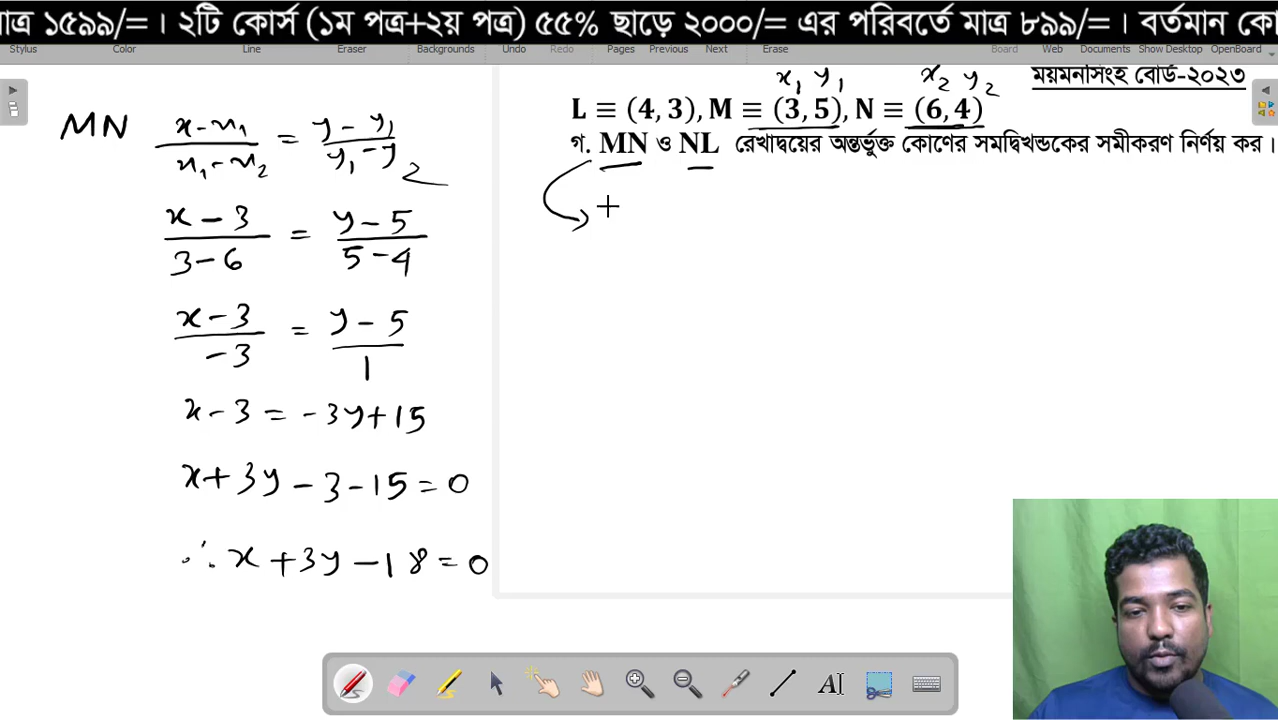 মাত্র ১৫৯৯/=। ২টি কোর্স (১ম পত্র+২য় পত্র) ৫৫% ছাড়ে ২০০০/= এর পরিবর্তে মাত্র ৮৯৯/=। বর্তমান কো
Stylus Color Line Eraser Backgrounds Undo Redo Pages Previous Next Erase Board Web Documents Show Desktop OpenBoard
x₁ y₁ x₂ y₂ ময়মনসিংহ বোর্ড-২০২৩
L ≡ (4, 3), M ≡ (3, 5), N ≡ (6, 4)
গ. MN ও NL রেখাদ্বয়ের অন্তর্ভুক্ত কোণের সমদ্বিখন্ডকের সমীকরণ নির্ণয় কর।
MN (x-x₁)/(x₁-x₂) = (y-y₁)/(y₁-y₂)
(x-3)/(3-6) = (y-5)/(5-4)
(x-3)/(-3) = (y-5)/1
x-3 = -3y+15
x+3y-3-15=0
∴ x+3y-18=0